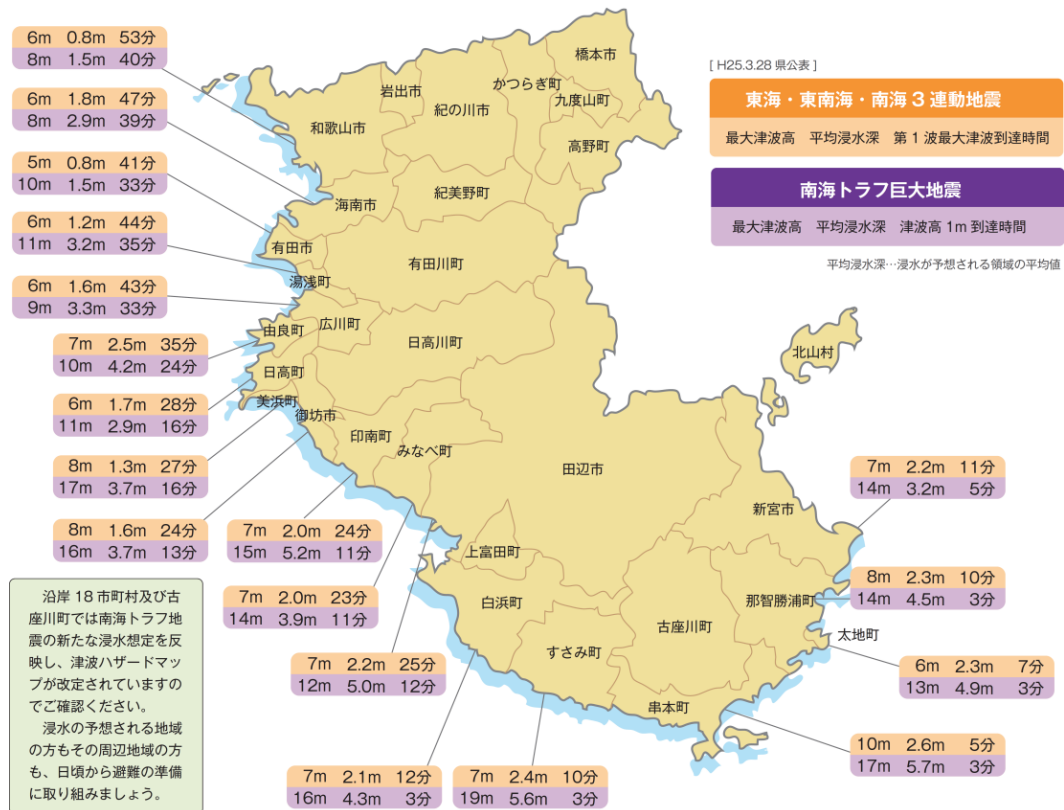 6m 0.8m 53分
8m 1.5m 40分
6m 1.8m 47分
8m 2.9m 39分
5m 0.8m 41分
10m 1.5m 33分
6m 1.2m 44分
11m 3.2m 35分
6m 1.6m 43分
9m 3.3m 33分
7m 2.5m 35分
10m 4.2m 24分
6m 1.7m 28分
11m 2.9m 16分
8m 1.3m 27分
17m 3.7m 16分
8m 1.6m 24分
16m 3.7m 13分
7m 2.0m 24分
15m 5.2m 11分
7m 2.0m 23分
14m 3.9m 11分
7m 2.2m 25分
12m 5.0m 12分
7m 2.1m 12分
16m 4.3m 3分
7m 2.4m 10分
19m 5.6m 3分
橋本市
かつらぎ町
岩出市
紀の川市
九度山町
和歌山市
高野町
紀美野町
海南市
有田市
有田川町
湯浅町
広川町
由良町
日高川町
北山村
日高町
美浜町
御坊市
印南町
みなべ町
田辺市
新宮市
上富田町
白浜町
那智勝浦町
古座川町
太地町
すさみ町
串本町
[ H25.3.28 県公表 ]
東海・東南海・南海 3 連動地震
最大津波高 平均浸水深 第 1 波最大津波到達時間
南海トラフ巨大地震
最大津波高 平均浸水深 津波高 1m 到達時間
平均浸水深…浸水が予想される領域の平均値
7m 2.2m 11分
14m 3.2m 5分
8m 2.3m 10分
14m 4.5m 3分
6m 2.3m 7分
13m 4.9m 3分
10m 2.6m 5分
17m 5.7m 3分
沿岸 18 市町村及び古
座川町では南海トラフ地
震の新たな浸水想定を反
映し、津波ハザードマッ
プが改定されていますの
でご確認ください。
浸水の予想される地域
の方もその周辺地域の方
も、日頃から避難の準備
に取り組みましょう。